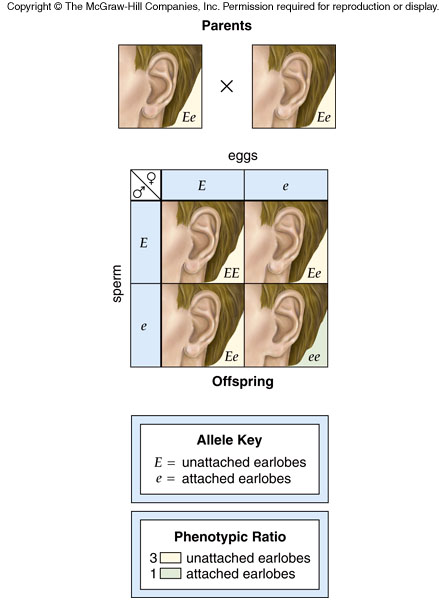 Copyright © The McGraw-Hill Companies, Inc. Permission required for reproduction or display.
Parents
Ee × Ee
eggs
♂ ♀ E e
sperm
E EE Ee
e Ee ee
Offspring
Allele Key
E = unattached earlobes
e = attached earlobes
Phenotypic Ratio
3 unattached earlobes
1 attached earlobes